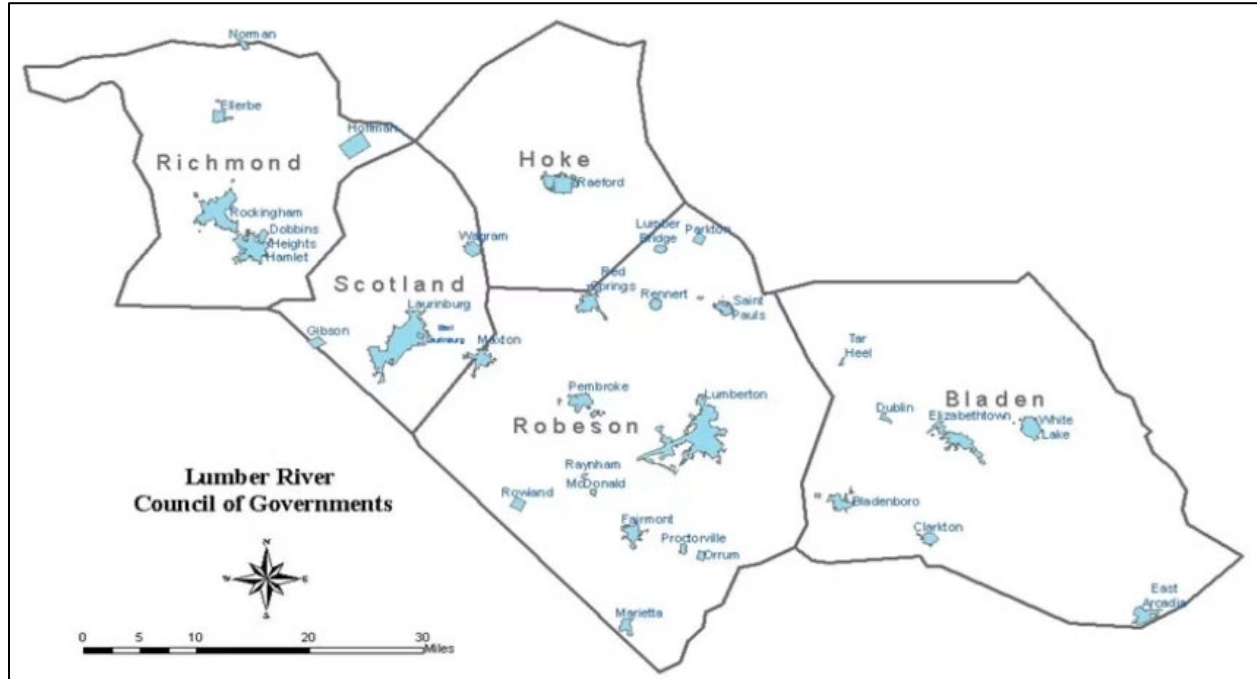 Norman
Ellerbe
Hoffman
Richmond
Hoke
Raeford
Rockingham
Dobbins
Heights
Hamlet
Wagram
Lumber
Bridge
Parkton
Scotland
Red
Springs
Rennert
Saint
Pauls
Laurinburg
East
Laurinburg
Gibson
Maxton
Tar
Heel
Pembroke
Lumberton
Robeson
Bladen
Dublin
Elizabethtown
White
Lake
Raynham
McDonald
Rowland
Bladenboro
Fairmont
Proctorville
Orrum
Clarkton
Marietta
East
Arcadia
Lumber River
Council of Governments
N
W
E
S
0 5 10 20 30
Miles